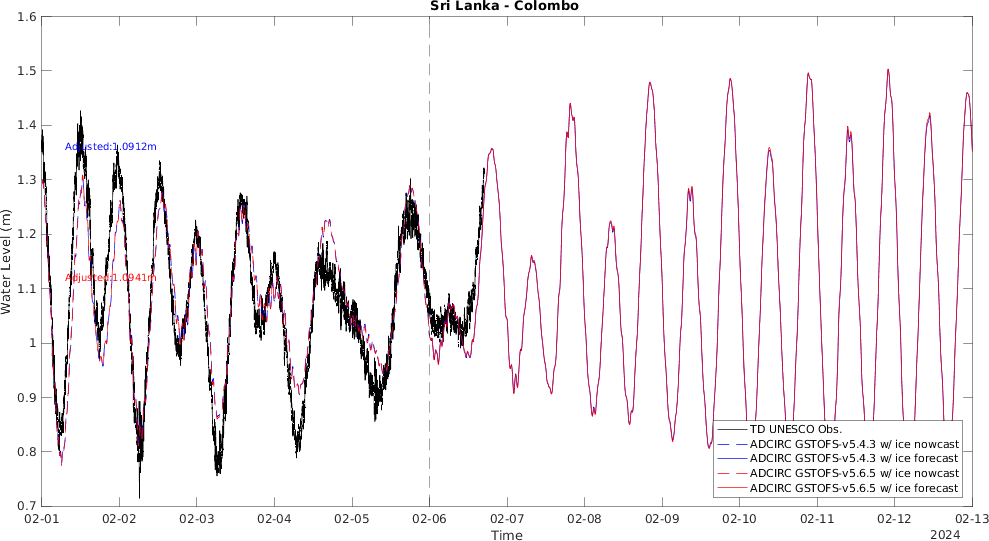 Sri Lanka - Colombo
1.6
1.5
1.4
1.3
1.2
1.1
1
0.9
0.8
0.7
Water Level (m)
Adjusted:1.0912m
Adjusted:1.0941m
TD UNESCO Obs.
ADCIRC GSTOFS-v5.4.3 w/ ice nowcast
ADCIRC GSTOFS-v5.4.3 w/ ice forecast
ADCIRC GSTOFS-v5.6.5 w/ ice nowcast
ADCIRC GSTOFS-v5.6.5 w/ ice forecast
02-01 02-02 02-03 02-04 02-05 02-06 02-07 02-08 02-09 02-10 02-11 02-12 02-13
Time
2024